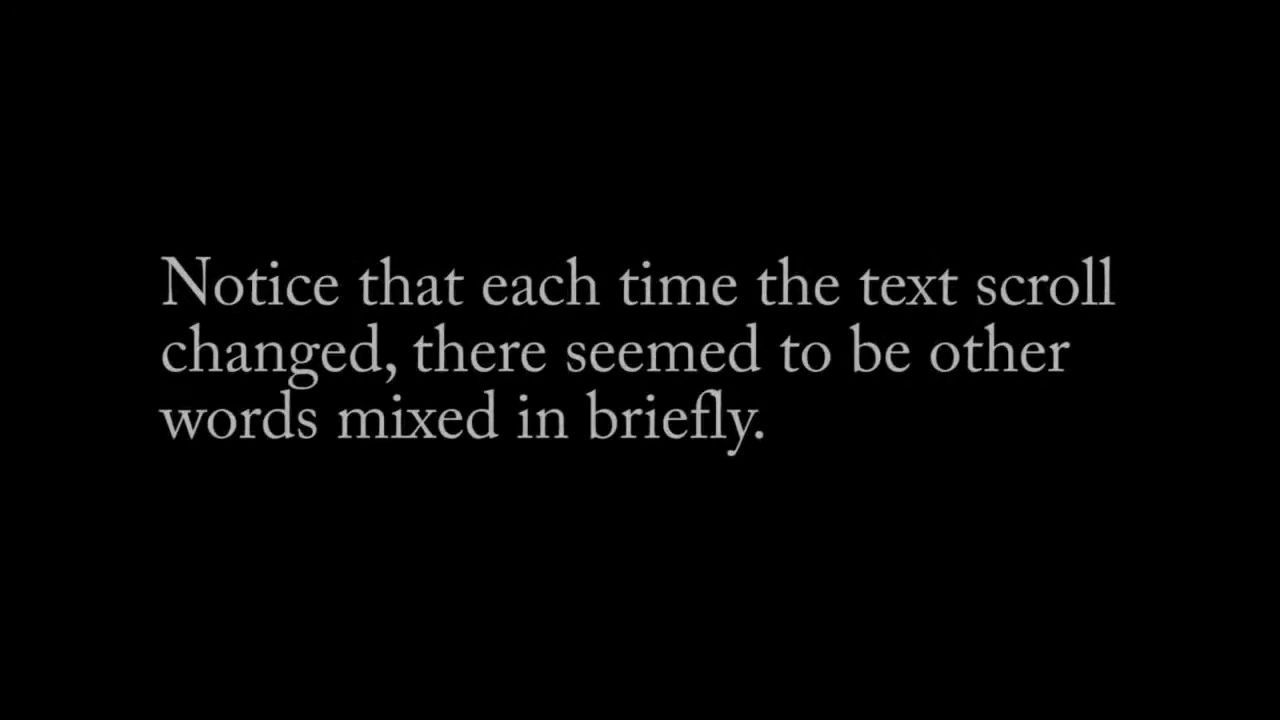 Notice that each time the text scroll
changed, there seemed to be other
words mixed in briefly.